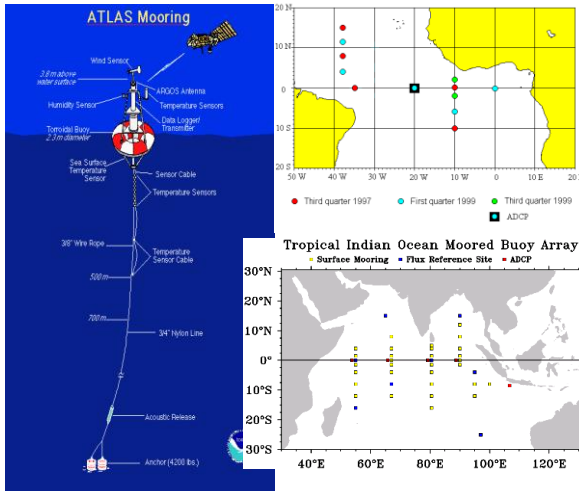 ATLAS Mooring
Wind Sensor
3.8 m above
water surface
ARGOS Antenna
Temperature Sensors
Humidity Sensor
Data Logger/
Transmitter
Torroidal Buoy
2.3 m diameter
Sea Surface
Temperature
Sensor
Sensor Cable
Temperature Sensors
3/8" Wire Rope
Temperature
Sensor Cable
500 m
700 m
3/4" Nylon Line
Acoustic Release
Anchor (4200 lbs.)
20 N
10 N
0
10 S
20 S
50 W
40 W
30 W
20 W
10 W
0
10 E
20 E
Third quarter 1997
First quarter 1999
Third quarter 1999
ADCP
Tropical Indian Ocean Moored Buoy Array
Surface Mooring
Flux Reference Site
ADCP
30°N
20°N
10°N
0°
10°S
20°S
30°S
40°E
60°E
80°E
100°E
120°E